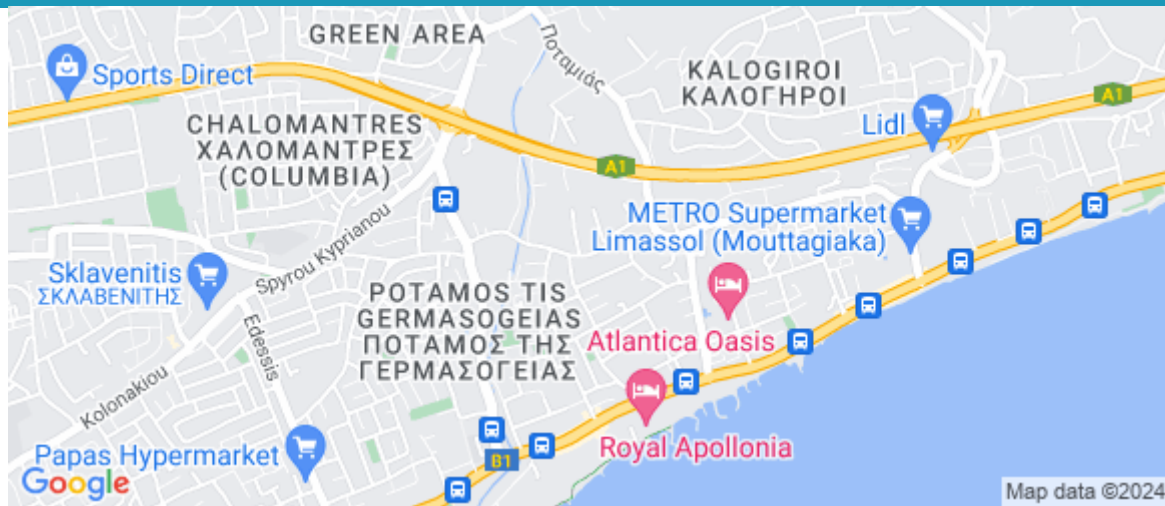 GREEN AREA
Ποταμιάς
Sports Direct
KALOGIROI
ΚΑΛΟΓΗΡΟΙ
A1
Lidl
CHALOMANTRES
ΧΑΛΟΜΑΝΤΡΕΣ
(COLUMBIA)
A1
METRO Supermarket
Limassol (Mouttagiaka)
Spyrou Kyprianou
Sklavenitis
ΣΚΛΑΒΕΝΙΤΗΣ
POTAMOS TIS
GERMASOGEIAS
ΠΟΤΑΜΟΣ ΤΗΣ
ΓΕΡΜΑΣΟΓΕΙΑΣ
Edessis
Atlantica Oasis
Kolonakiou
Royal Apollonia
Papas Hypermarket
B1
Google
Map data ©2024